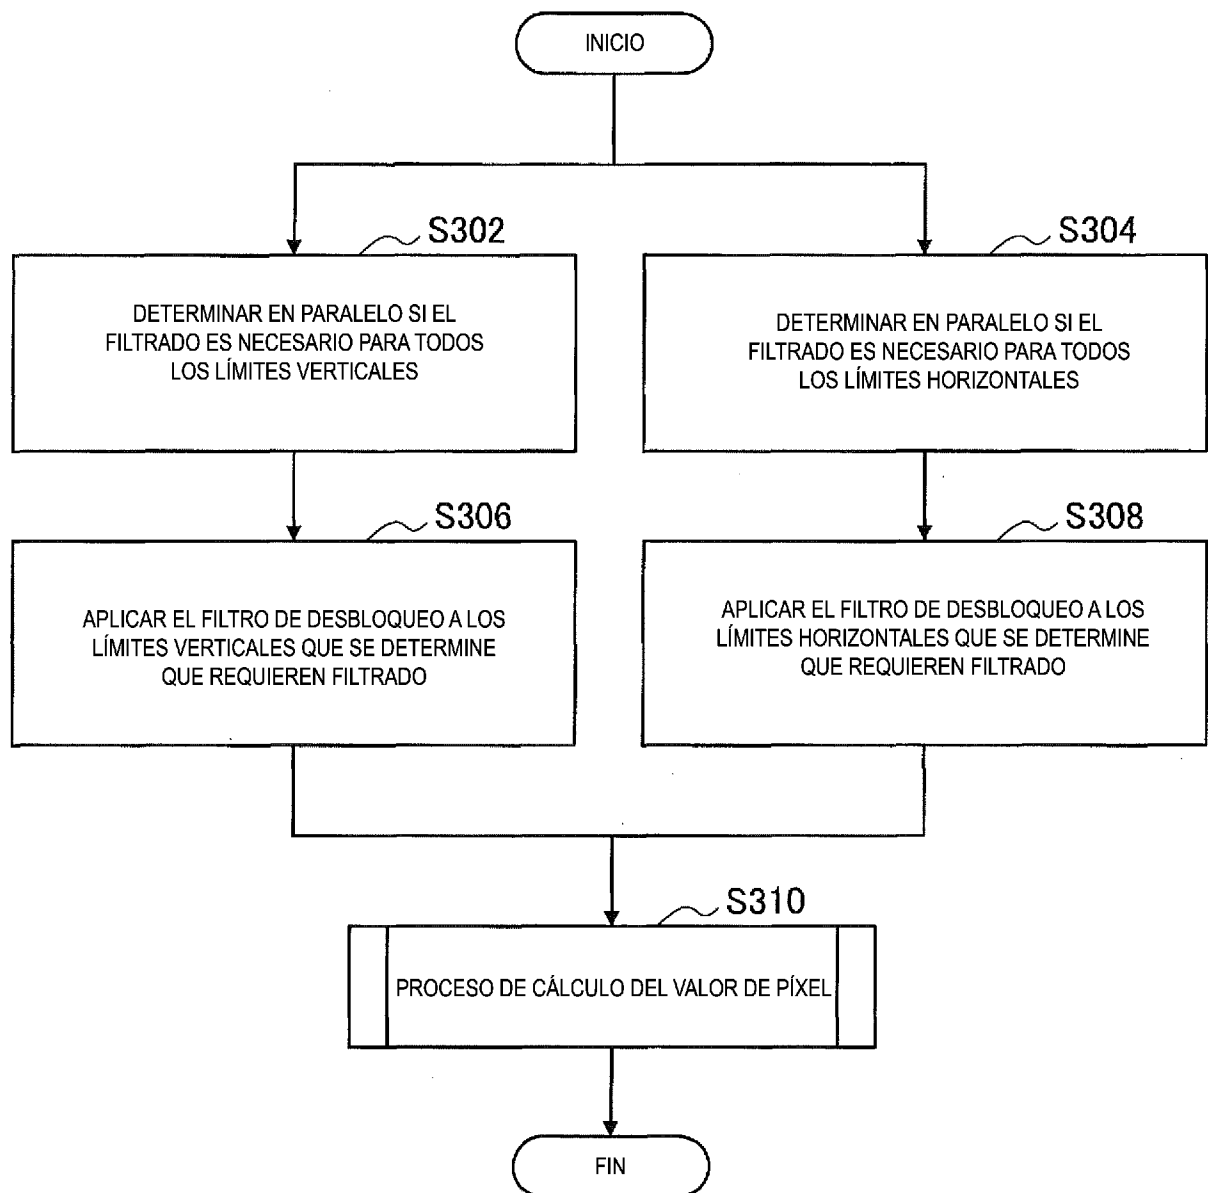 INICIO
S302
DETERMINAR EN PARALELO SI EL
FILTRADO ES NECESARIO PARA TODOS
LOS LÍMITES VERTICALES
S304
DETERMINAR EN PARALELO SI EL
FILTRADO ES NECESARIO PARA TODOS
LOS LÍMITES HORIZONTALES
S306
APLICAR EL FILTRO DE DESBLOQUEO A LOS
LÍMITES VERTICALES QUE SE DETERMINE
QUE REQUIEREN FILTRADO
S308
APLICAR EL FILTRO DE DESBLOQUEO A LOS
LÍMITES HORIZONTALES QUE SE DETERMINE
QUE REQUIEREN FILTRADO
S310
PROCESO DE CÁLCULO DEL VALOR DE PÍXEL
FIN